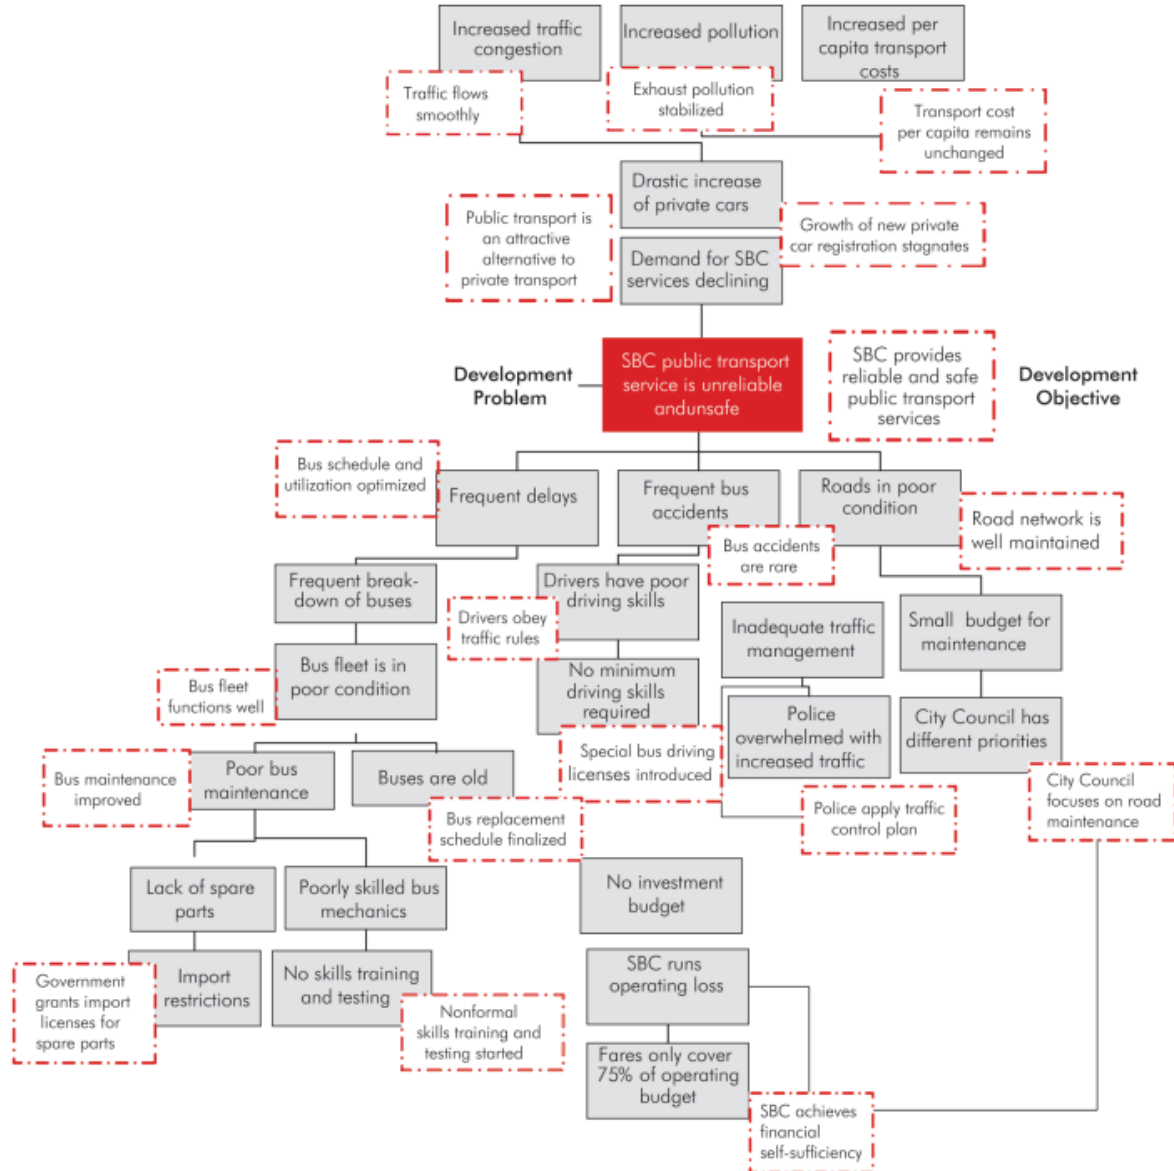 Increased traffic
congestion
Increased pollution
Increased per
capita transport
costs
Traffic flows
smoothly
Exhaust pollution
stabilized
Transport cost
per capita remains
unchanged
Drastic increase
of private cars
Public transport is
an attractive
alternative to
private transport
Growth of new private
car registration stagnates
Demand for SBC
services declining
Development
Problem
SBC public transport
service is unreliable
andunsafe
SBC provides
reliable and safe
public transport
services
Development
Objective
Bus schedule and
utilization optimized
Frequent delays
Frequent bus
accidents
Roads in poor
condition
Road network is
well maintained
Bus accidents
are rare
Frequent break-
down of buses
Drivers have poor
driving skills
Drivers obey
traffic rules
Inadequate traffic
management
Small budget for
maintenance
Bus fleet is in
poor condition
Bus fleet
functions well
No minimum
driving skills
required
Police
overwhelmed with
increased traffic
City Council has
different priorities
Special bus driving
licenses introduced
Bus maintenance
improved
Poor bus
maintenance
Buses are old
City Council
focuses on road
maintenance
Bus replacement
schedule finalized
Police apply traffic
control plan
Lack of spare
parts
Poorly skilled bus
mechanics
No investment
budget
Government
grants import
licenses for
spare parts
Import
restrictions
No skills training
and testing
SBC runs
operating loss
Nonformal
skills training and
testing started
Fares only cover
75% of operating
budget
SBC achieves
financial
self-sufficiency